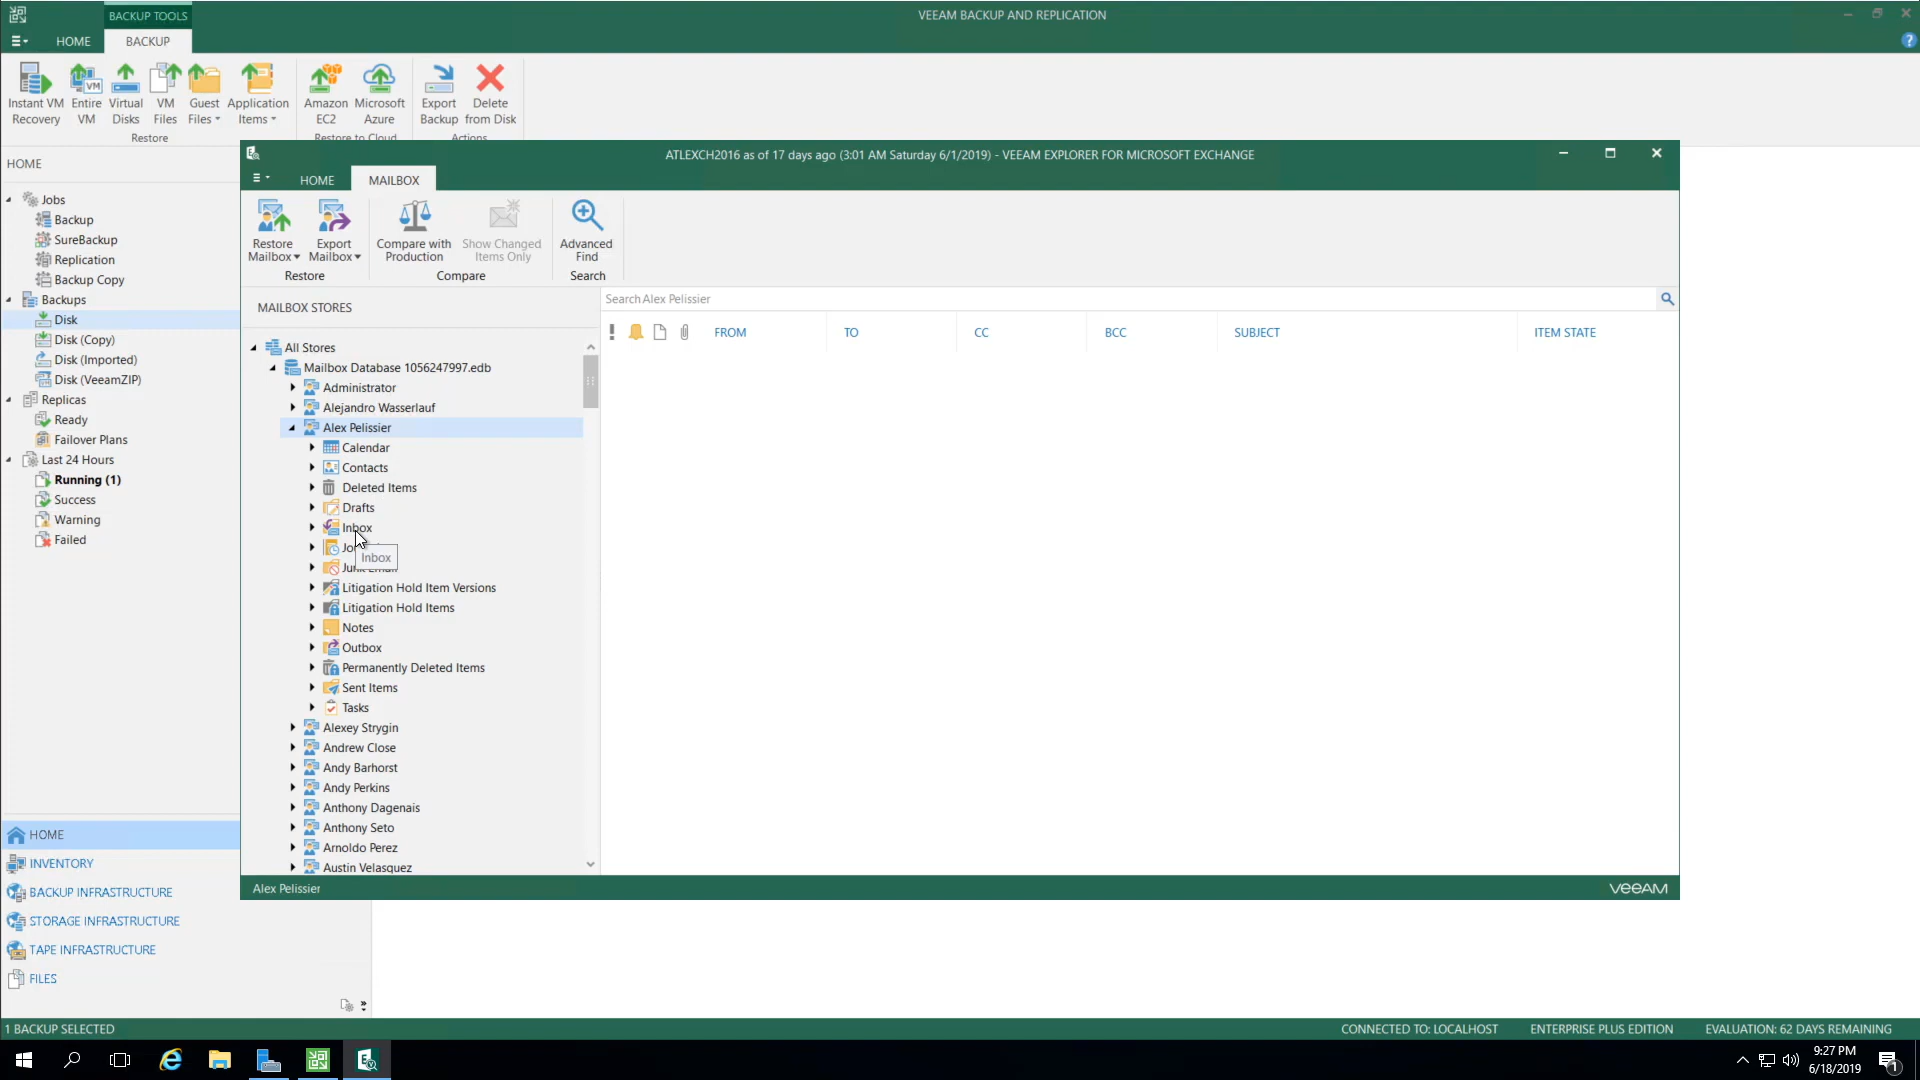 BACKUP TOOLS
VEEAM BACKUP AND REPLICATION
HOME
BACKUP
Instant VM Recovery
Entire VM
Virtual Disks
VM Files
Guest Files
Application Items
Amazon EC2
Microsoft Azure
Export Backup
Delete from Disk
Restore
Restore to Cloud
Actions
HOME
Jobs
Backup
SureBackup
Replication
Backup Copy
Backups
Disk
Disk (Copy)
Disk (Imported)
Disk (VeeamZIP)
Replicas
Ready
Failover Plans
Last 24 Hours
Running (1)
Success
Warning
Failed
HOME
INVENTORY
BACKUP INFRASTRUCTURE
STORAGE INFRASTRUCTURE
TAPE INFRASTRUCTURE
FILES
ATLEXCH2016 as of 17 days ago (3:01 AM Saturday 6/1/2019) - VEEAM EXPLORER FOR MICROSOFT EXCHANGE
HOME
MAILBOX
Restore Mailbox
Export Mailbox
Compare with Production
Show Changed Items Only
Advanced Find
Restore
Compare
Search
MAILBOX STORES
Search Alex Pelissier
FROM
TO
CC
BCC
SUBJECT
ITEM STATE
All Stores
Mailbox Database 1056247997.edb
Administrator
Alejandro Wasserlauf
Alex Pelissier
Calendar
Contacts
Deleted Items
Drafts
Inbox
Inbox
Litigation Hold Item Versions
Litigation Hold Items
Notes
Outbox
Permanently Deleted Items
Sent Items
Tasks
Alexey Strygin
Andrew Close
Andy Barhorst
Andy Perkins
Anthony Dagenais
Anthony Seto
Arnoldo Perez
Austin Velasquez
Alex Pelissier
VEEAM
1 BACKUP SELECTED
CONNECTED TO: LOCALHOST
ENTERPRISE PLUS EDITION
EVALUATION: 62 DAYS REMAINING
9:27 PM
6/18/2019
1